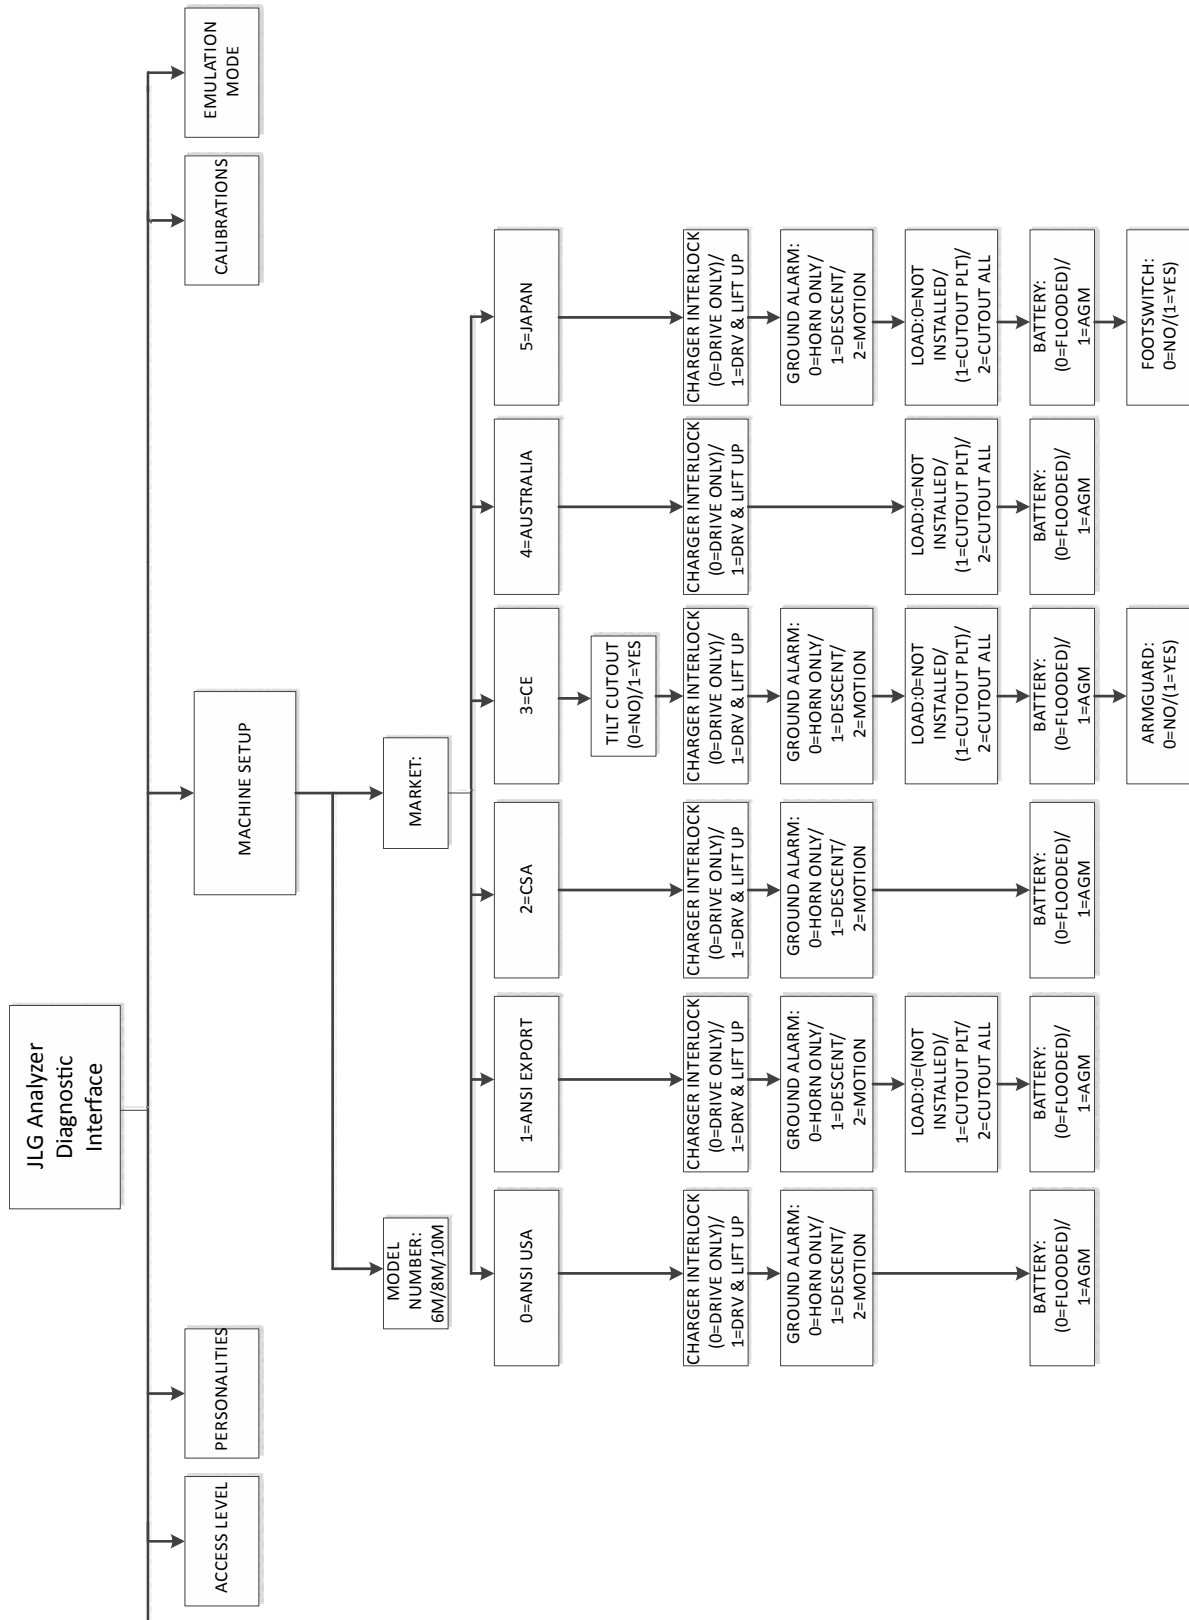 JLG Analyzer
Diagnostic
Interface
ACCESS LEVEL
PERSONALITIES
MACHINE SETUP
CALIBRATIONS
EMULATION
MODE
MODEL
NUMBER:
6M/8M/10M
MARKET:
0=ANSI USA
1=ANSI EXPORT
2=CSA
3=CE
4=AUSTRALIA
5=JAPAN
TILT CUTOUT
(0=NO)/1=YES
CHARGER INTERLOCK
(0=DRIVE ONLY)/
1=DRV & LIFT UP
CHARGER INTERLOCK
(0=DRIVE ONLY)/
1=DRV & LIFT UP
CHARGER INTERLOCK
(0=DRIVE ONLY)/
1=DRV & LIFT UP
CHARGER INTERLOCK
(0=DRIVE ONLY)/
1=DRV & LIFT UP
CHARGER INTERLOCK
(0=DRIVE ONLY)/
1=DRV & LIFT UP
CHARGER INTERLOCK
(0=DRIVE ONLY)/
1=DRV & LIFT UP
GROUND ALARM:
0=HORN ONLY/
1=DESCENT/
2=MOTION
GROUND ALARM:
0=HORN ONLY/
1=DESCENT/
2=MOTION
GROUND ALARM:
0=HORN ONLY/
1=DESCENT/
2=MOTION
GROUND ALARM:
0=HORN ONLY/
1=DESCENT/
2=MOTION
GROUND ALARM:
0=HORN ONLY/
1=DESCENT/
2=MOTION
LOAD:0=(NOT
INSTALLED)/
1=CUTOUT PLT/
2=CUTOUT ALL
LOAD:0=NOT
INSTALLED/
(1=CUTOUT PLT)/
2=CUTOUT ALL
LOAD:0=NOT
INSTALLED/
(1=CUTOUT PLT)/
2=CUTOUT ALL
LOAD:0=NOT
INSTALLED/
(1=CUTOUT PLT)/
2=CUTOUT ALL
BATTERY:
(0=FLOODED)/
1=AGM
BATTERY:
(0=FLOODED)/
1=AGM
BATTERY:
(0=FLOODED)/
1=AGM
BATTERY:
(0=FLOODED)/
1=AGM
BATTERY:
(0=FLOODED)/
1=AGM
BATTERY:
(0=FLOODED)/
1=AGM
ARMGUARD:
0=NO/(1=YES)
FOOTSWITCH:
0=NO/(1=YES)